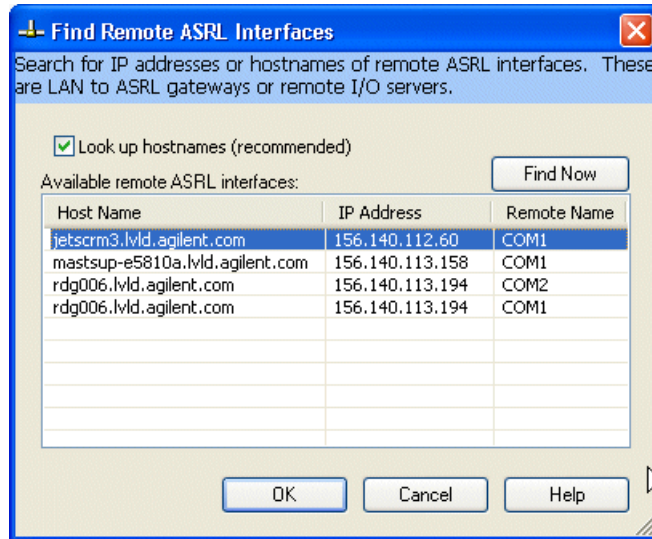 Find Remote ASRL Interfaces
Search for IP addresses or hostnames of remote ASRL interfaces. These
are LAN to ASRL gateways or remote I/O servers.
Look up hostnames (recommended)
Find Now
Available remote ASRL interfaces:
Host Name IP Address Remote Name
jetscrm3.lvld.agilent.com 156.140.112.60 COM1
mastsup-e5810a.lvld.agilent.com 156.140.113.158 COM1
rdg006.lvld.agilent.com 156.140.113.194 COM2
rdg006.lvld.agilent.com 156.140.113.194 COM1
OK Cancel Help